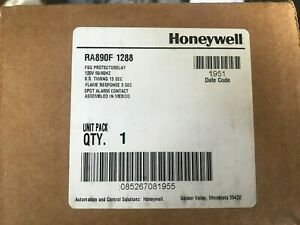 Honeywell
RA890F 1288
FSG PROTECTORELAY
120V 50/60HZ
S.S. TIMING 15 SEC
FLAME RESPONSE 3 SEC
SPDT ALARM CONTACT
ASSEMBLED IN MEXICO
1951
Date Code
UNIT PACK
QTY. 1
085267081955
Automation and Control Solutions Honeywell Golden Valley, Minnesota 55422